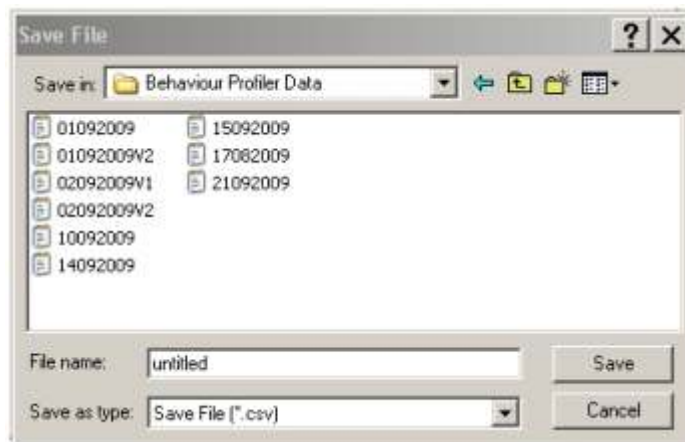 Save File
Save in: Behaviour Profiler Data
01092009
01092009V2
02092009V1
02092009V2
10092009
14092009
15092009
17082009
21092009
File name: untitled Save
Save as type: Save File (*.csv) Cancel